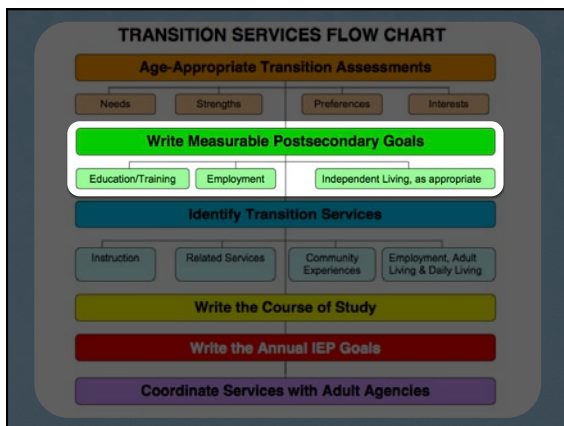 TRANSITION SERVICES FLOW CHART
Age-Appropriate Transition Assessments
Needs
Strengths
Preferences
Interests
Write Measurable Postsecondary Goals
Education/Training
Employment
Independent Living, as appropriate
Identify Transition Services
Instruction
Related Services
Community
Experiences
Employment, Adult
Living & Daily Living
Write the Course of Study
Write the Annual IEP Goals
Coordinate Services with Adult Agencies